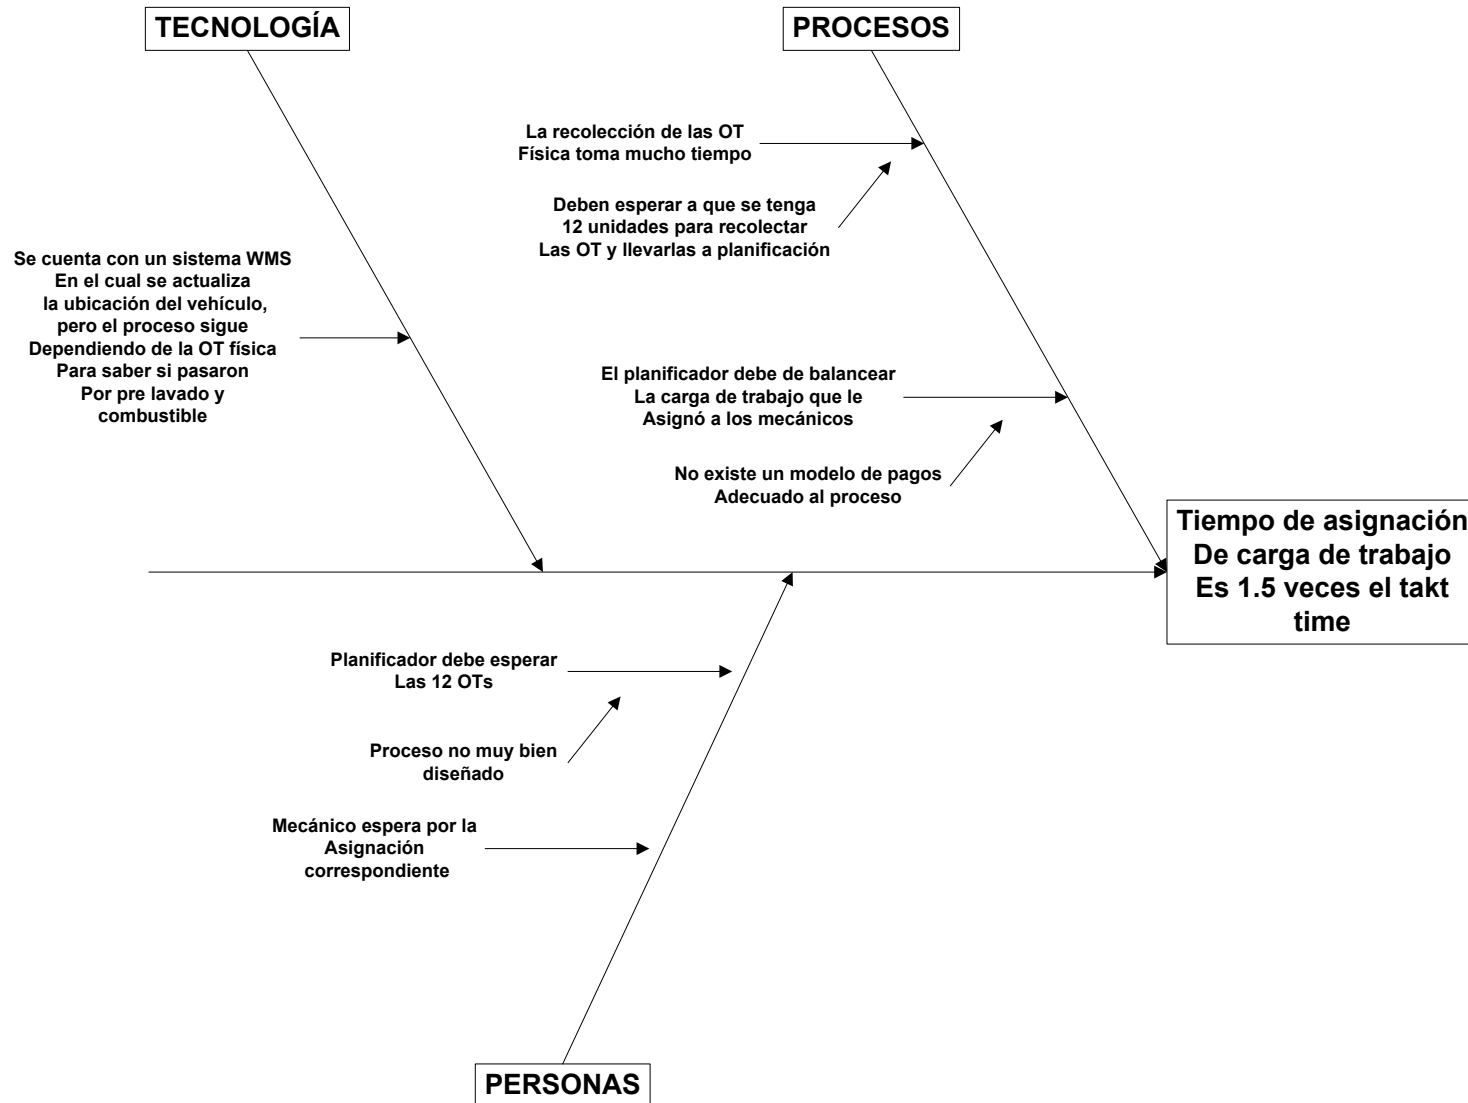 TECNOLOGÍA
PROCESOS
La recolección de las OT
Física toma mucho tiempo
Deben esperar a que se tenga
12 unidades para recolectar
Las OT y llevarlas a planificación
Se cuenta con un sistema WMS
En el cual se actualiza
la ubicación del vehículo,
pero el proceso sigue
Dependiendo de la OT física
Para saber si pasaron
Por pre lavado y
combustible
El planificador debe de balancear
La carga de trabajo que le
Asignó a los mecánicos
No existe un modelo de pagos
Adecuado al proceso
Tiempo de asignación
De carga de trabajo
Es 1.5 veces el takt
time
Planificador debe esperar
Las 12 OTs
Proceso no muy bien
diseñado
Mecánico espera por la
Asignación
correspondiente
PERSONAS